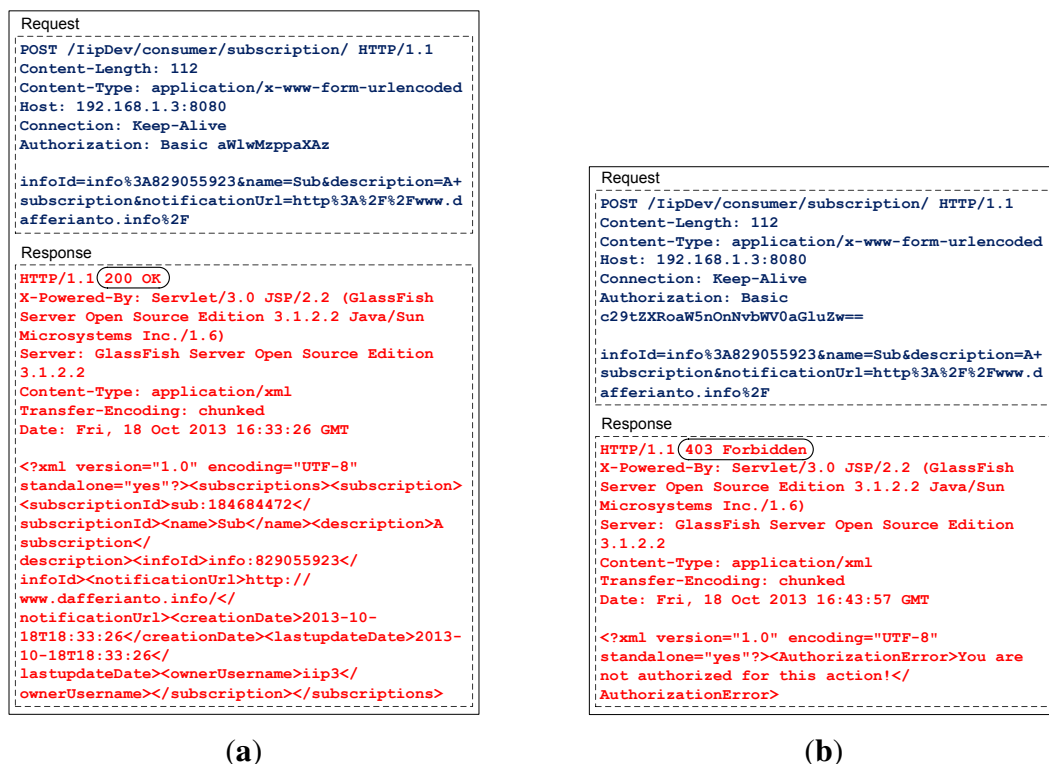 Request
POST /IipDev/consumer/subscription/ HTTP/1.1
Content-Length: 112
Content-Type: application/x-www-form-urlencoded
Host: 192.168.1.3:8080
Connection: Keep-Alive
Authorization: Basic aWlwMzppaXAz
infoId=info%3A829055923&name=Sub&description=A+
subscription&notificationUrl=http%3A%2F%2Fwww.d
afferianto.info%2F
Response
HTTP/1.1 200 OK
X-Powered-By: Servlet/3.0 JSP/2.2 (GlassFish
Server Open Source Edition 3.1.2.2 Java/Sun
Microsystems Inc./1.6)
Server: GlassFish Server Open Source Edition
3.1.2.2
Content-Type: application/xml
Transfer-Encoding: chunked
Date: Fri, 18 Oct 2013 16:33:26 GMT
<?xml version="1.0" encoding="UTF-8"
standalone="yes"?><subscriptions><subscription>
<subscriptionId>sub:184684472</
subscriptionId><name>Sub</name><description>A
subscription</
description><infoId>info:829055923</
infoId><notificationUrl>http://
www.dafferianto.info/</
notificationUrl><creationDate>2013-10-
18T18:33:26</creationDate><lastupdateDate>2013-
10-18T18:33:26</
lastupdateDate><ownerUsername>iip3</
ownerUsername></subscription></subscriptions>
(a)
Request
POST /IipDev/consumer/subscription/ HTTP/1.1
Content-Length: 112
Content-Type: application/x-www-form-urlencoded
Host: 192.168.1.3:8080
Connection: Keep-Alive
Authorization: Basic
c29tZXRoaW5nOnNvbWV0aGluZw==
infoId=info%3A829055923&name=Sub&description=A+
subscription&notificationUrl=http%3A%2F%2Fwww.d
afferianto.info%2F
Response
HTTP/1.1 403 Forbidden
X-Powered-By: Servlet/3.0 JSP/2.2 (GlassFish
Server Open Source Edition 3.1.2.2 Java/Sun
Microsystems Inc./1.6)
Server: GlassFish Server Open Source Edition
3.1.2.2
Content-Type: application/xml
Transfer-Encoding: chunked
Date: Fri, 18 Oct 2013 16:43:57 GMT
<?xml version="1.0" encoding="UTF-8"
standalone="yes"?><AuthorizationError>You are
not authorized for this action!</
AuthorizationError>
(b)